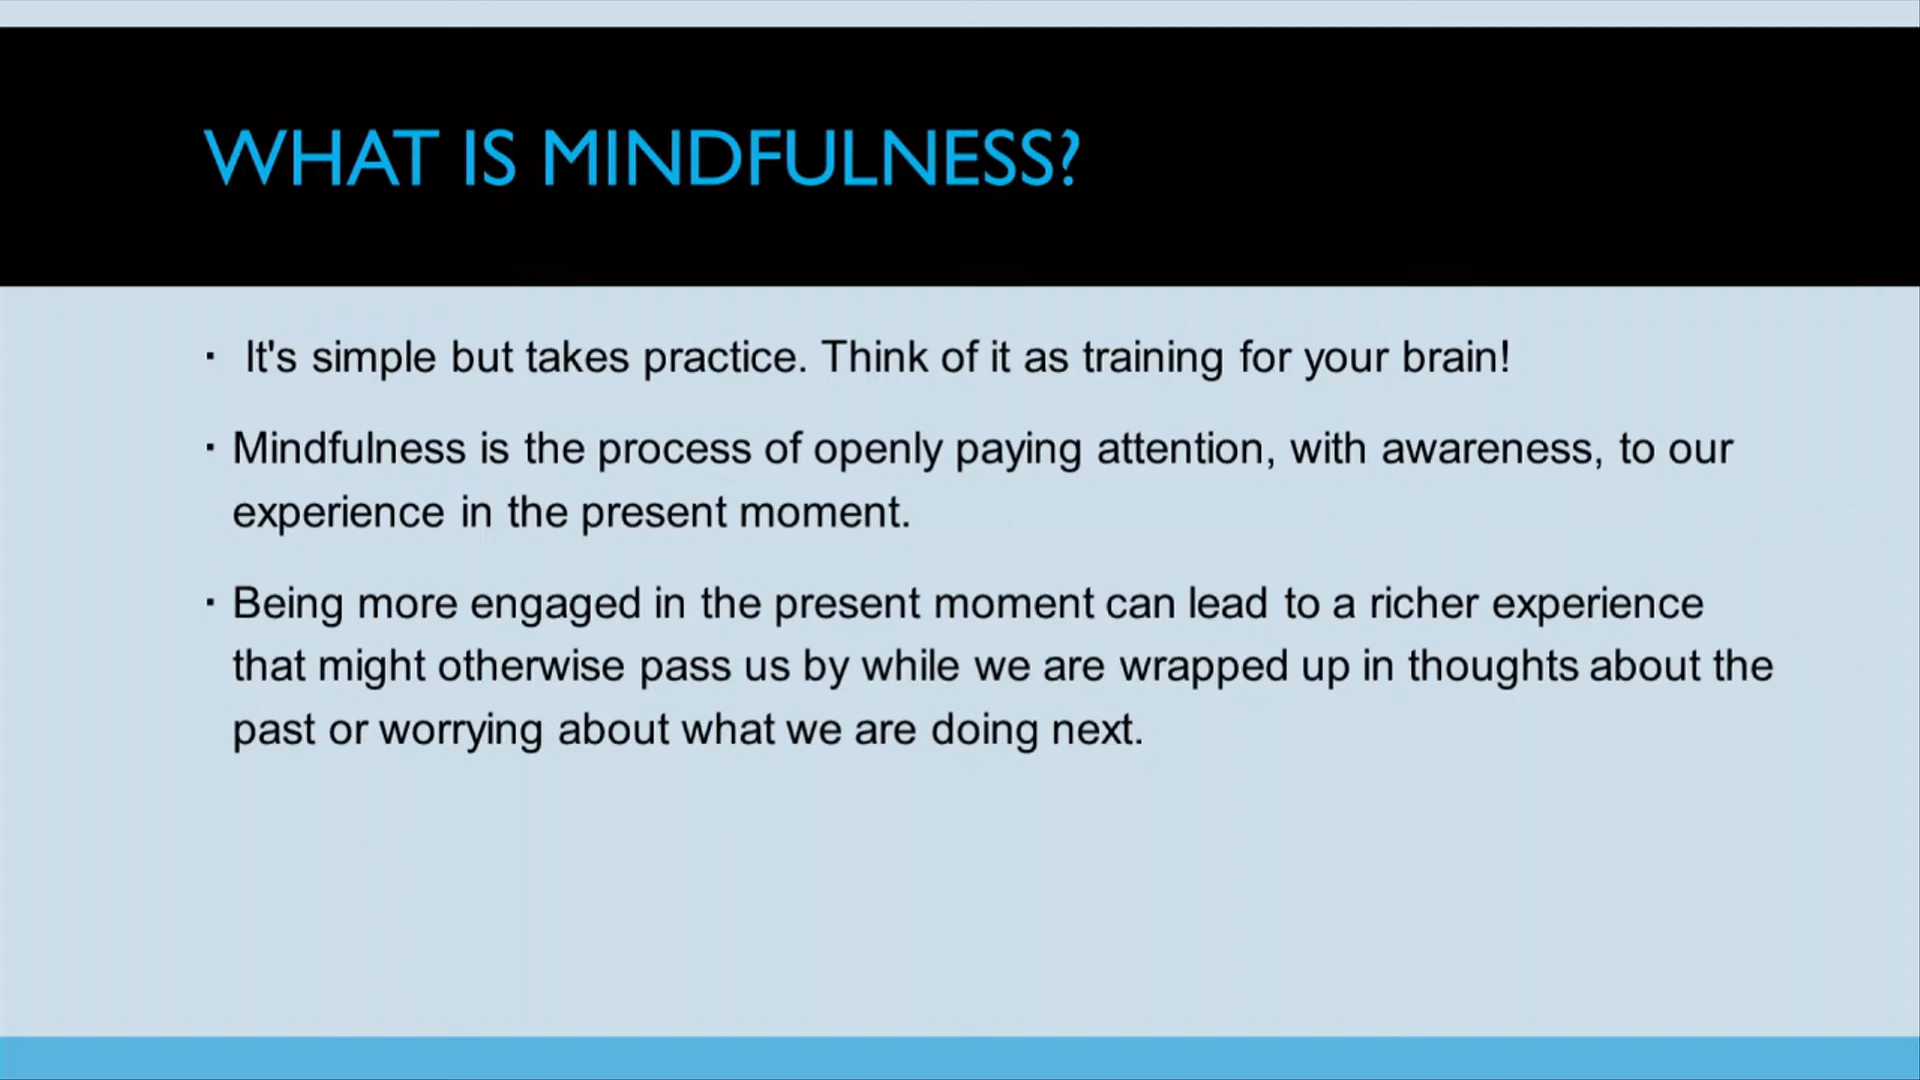 WHAT IS MINDFULNESS?
▪ It's simple but takes practice. Think of it as training for your brain!
▪ Mindfulness is the process of openly paying attention, with awareness, to our
experience in the present moment.
▪ Being more engaged in the present moment can lead to a richer experience
that might otherwise pass us by while we are wrapped up in thoughts about the
past or worrying about what we are doing next.